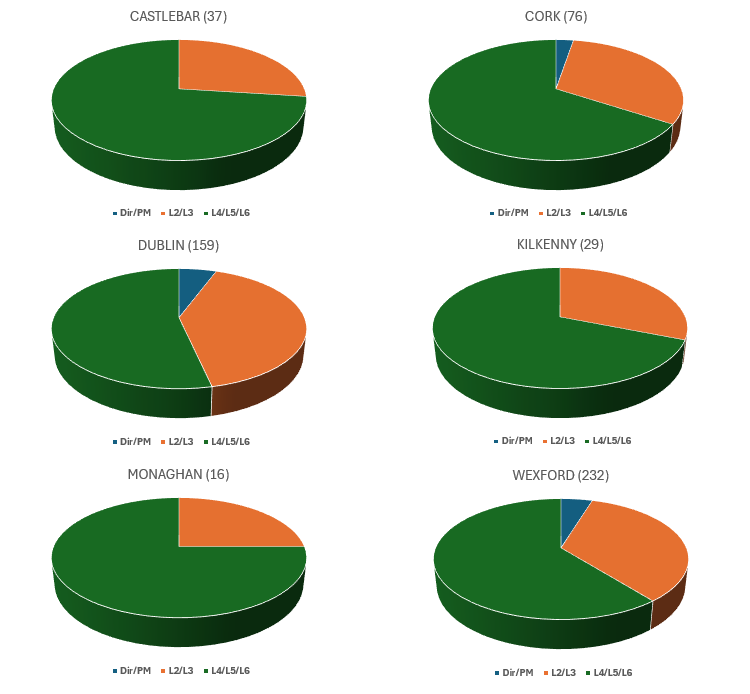 CASTLEBAR (37)
CORK (76)
Dir/PM L2/L3 L4/L5/L6
Dir/PM L2/L3 L4/L5/L6
DUBLIN (159)
KILKENNY (29)
Dir/PM L2/L3 L4/L5/L6
Dir/PM L2/L3 L4/L5/L6
MONAGHAN (16)
WEXFORD (232)
Dir/PM L2/L3 L4/L5/L6
Dir/PM L2/L3 L4/L5/L6